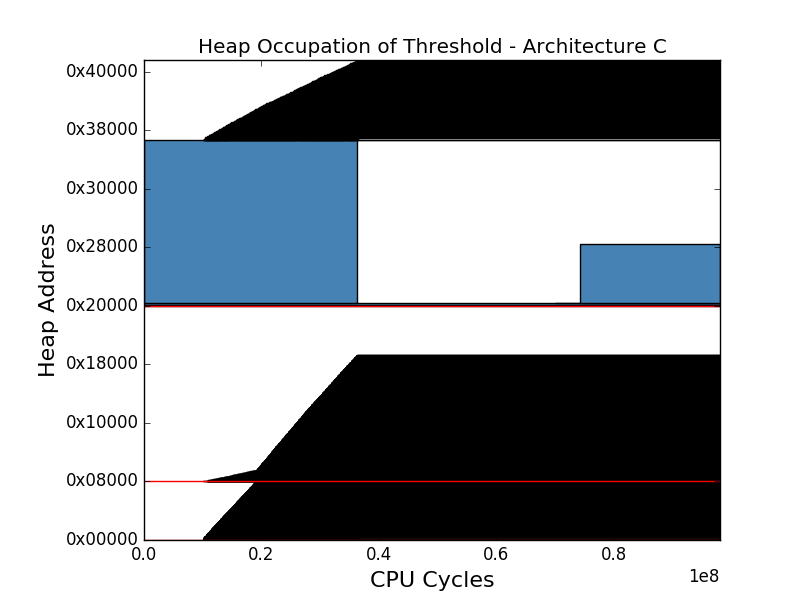 Heap Occupation of Threshold - Architecture C
0x40000
0x38000
0x30000
0x28000
0x20000
0x18000
0x10000
0x08000
0x00000
Heap Address
0.0 0.2 0.4 0.6 0.8
1e8
CPU Cycles